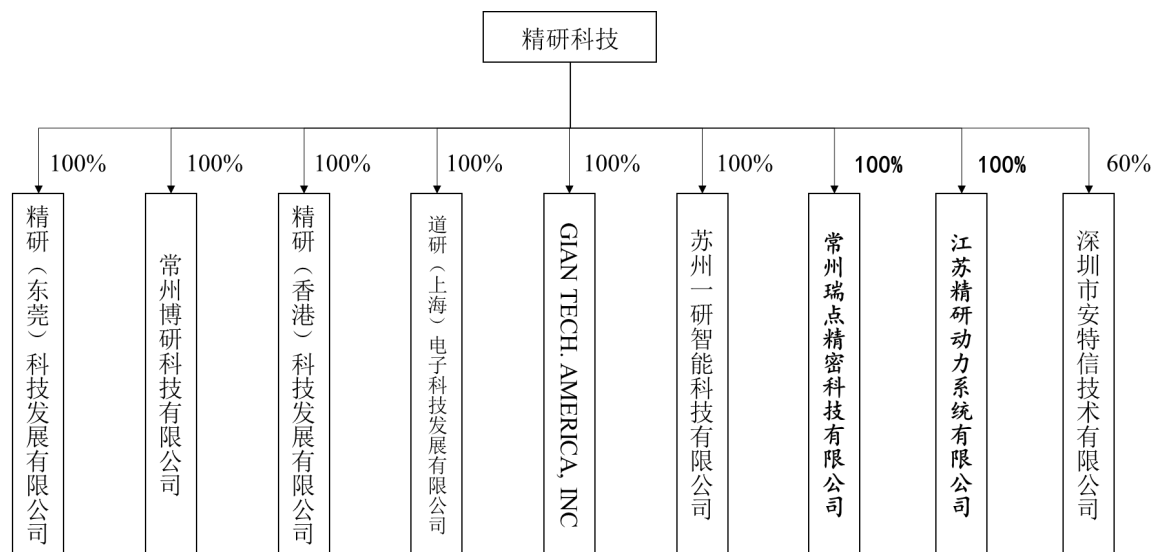 精研科技
100%
100%
100%
100%
100%
100%
100%
100%
60%
精研（东莞）科技发展有限公司
常州博研科技有限公司
精研（香港）科技发展有限公司
道研（上海）电子科技发展有限公司
GIAN TECH. AMERICA, INC
苏州一研智能科技有限公司
常州瑞点精密科技有限公司
江苏精研动力系统有限公司
深圳市安特信技术有限公司